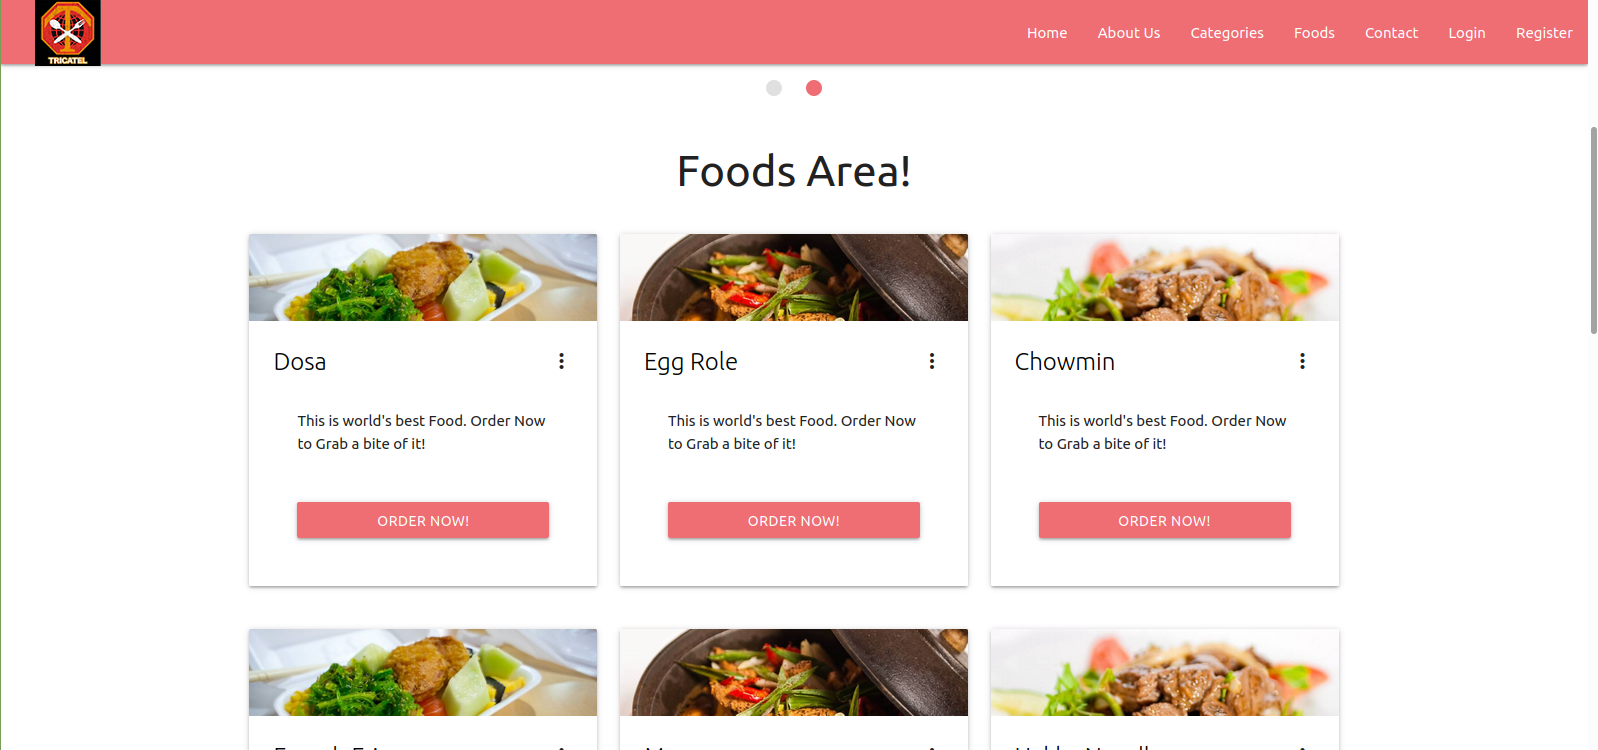 TRICATEL
Home About Us Categories Foods Contact Login Register
Foods Area!
Dosa
Egg Role
Chowmin
This is world's best Food. Order Now
to Grab a bite of it!
This is world's best Food. Order Now
to Grab a bite of it!
This is world's best Food. Order Now
to Grab a bite of it!
ORDER NOW!
ORDER NOW!
ORDER NOW!